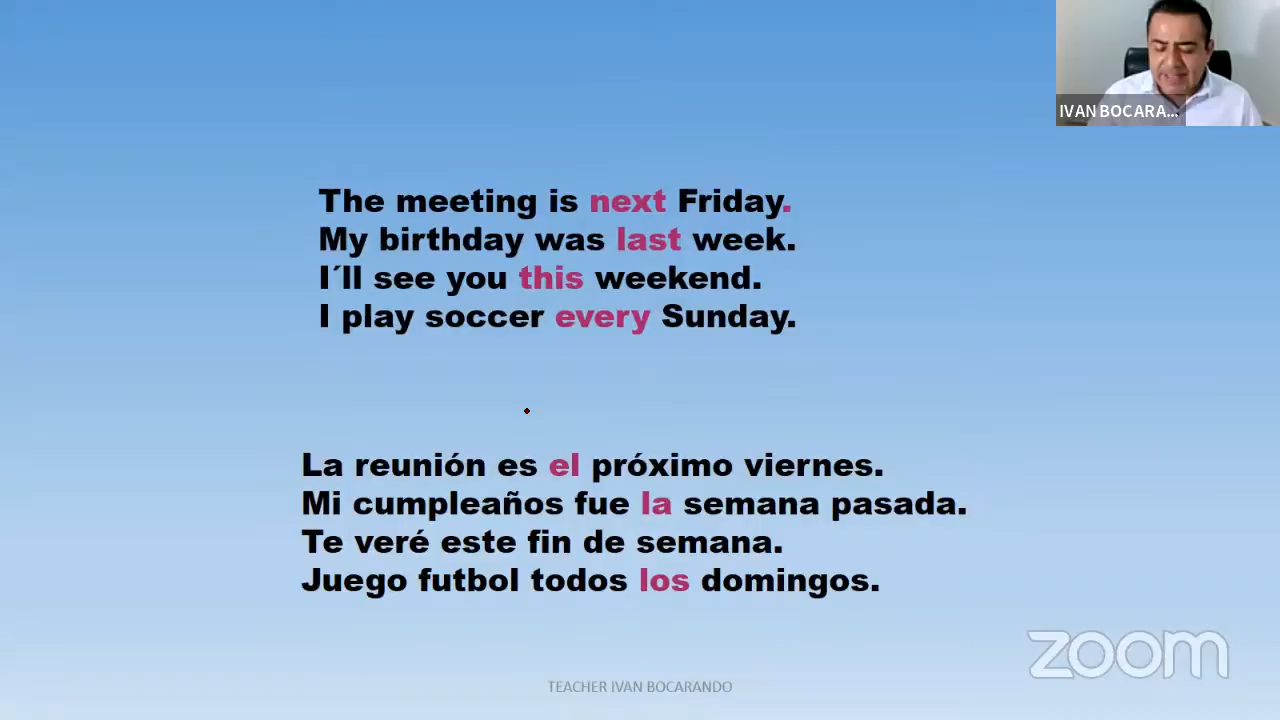 IVAN BOCARA...
The meeting is next Friday.
My birthday was last week.
I´ll see you this weekend.
I play soccer every Sunday.
La reunión es el próximo viernes.
Mi cumpleaños fue la semana pasada.
Te veré este fin de semana.
Juego futbol todos los domingos.
zoom
TEACHER IVAN BOCARANDO